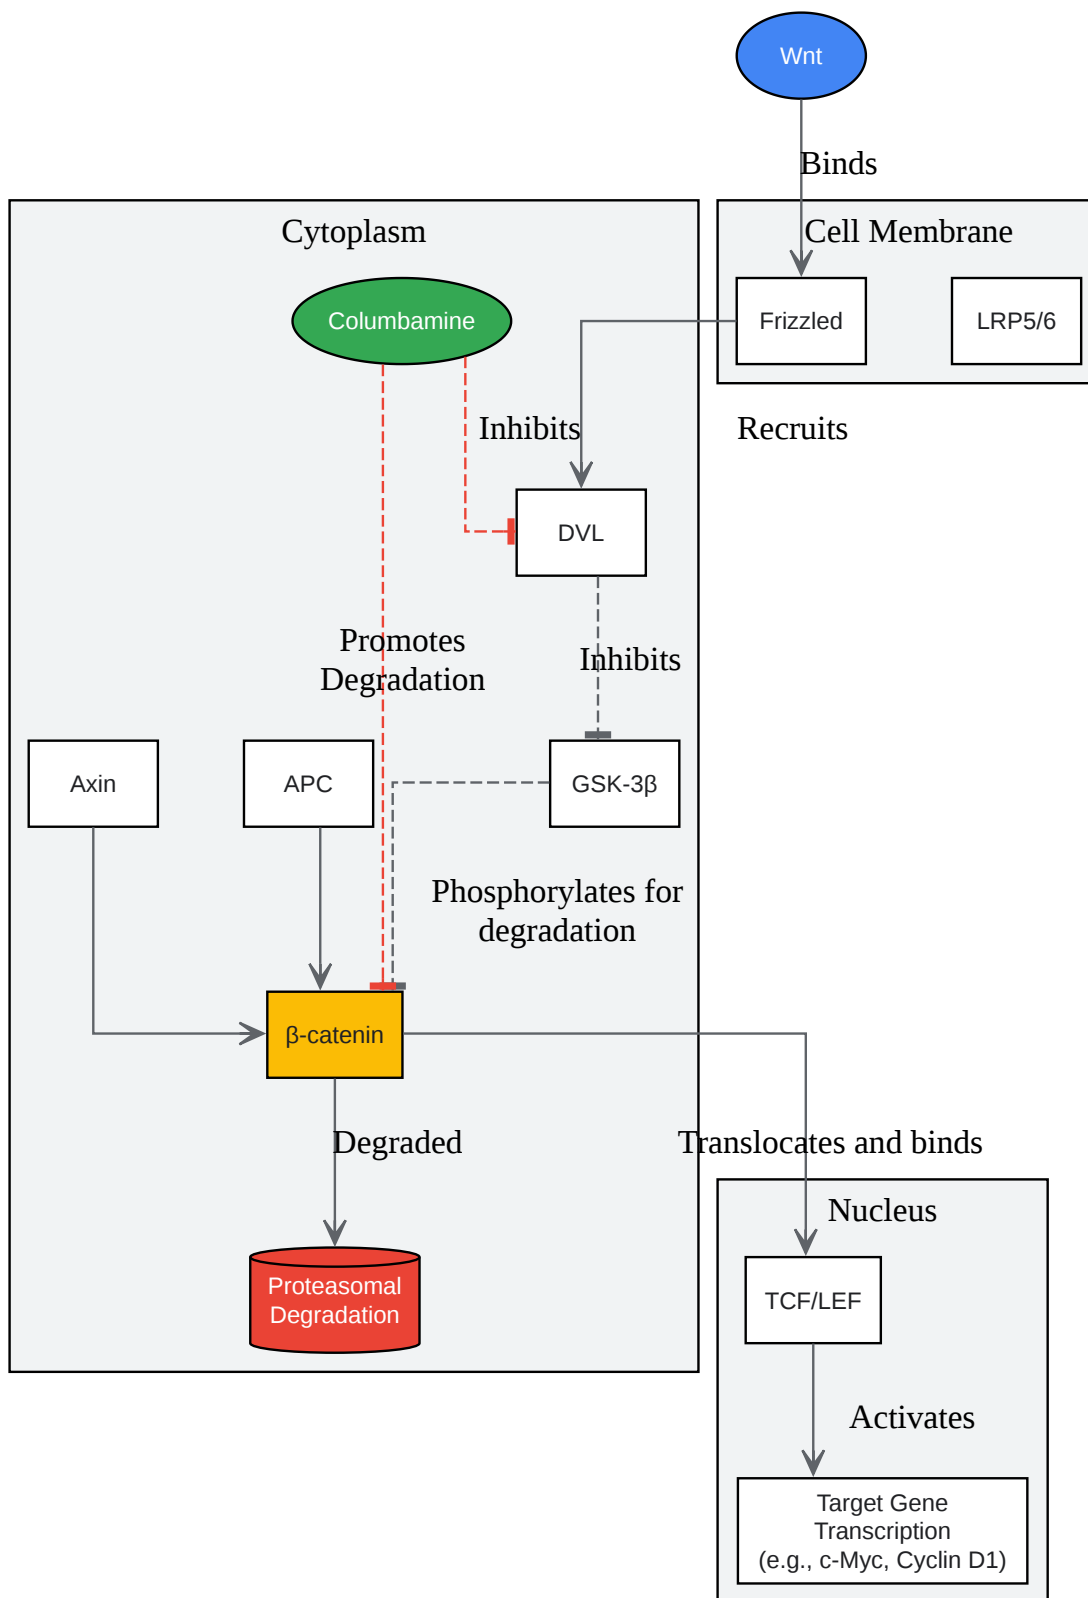 Wnt
Binds
Cytoplasm
Cell Membrane
Columbamine
Frizzled
LRP5/6
Inhibits
Recruits
DVL
Promotes
Degradation
Inhibits
Axin
APC
GSK-3β
Phosphorylates for
degradation
β-catenin
Degraded
Translocates and binds
Nucleus
Proteasomal
Degradation
TCF/LEF
Activates
Target Gene
Transcription
(e.g., c-Myc, Cyclin D1)